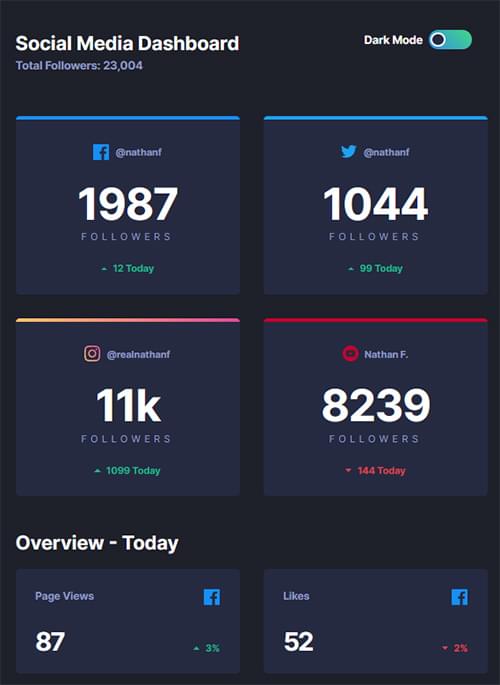 Social Media Dashboard
Dark Mode
Total Followers: 23,004
@nathanf
1987
FOLLOWERS
12 Today
@nathanf
1044
FOLLOWERS
99 Today
@realnathanf
11k
FOLLOWERS
1099 Today
Nathan F.
8239
FOLLOWERS
144 Today
Overview - Today
Page Views
87
3%
Likes
52
2%